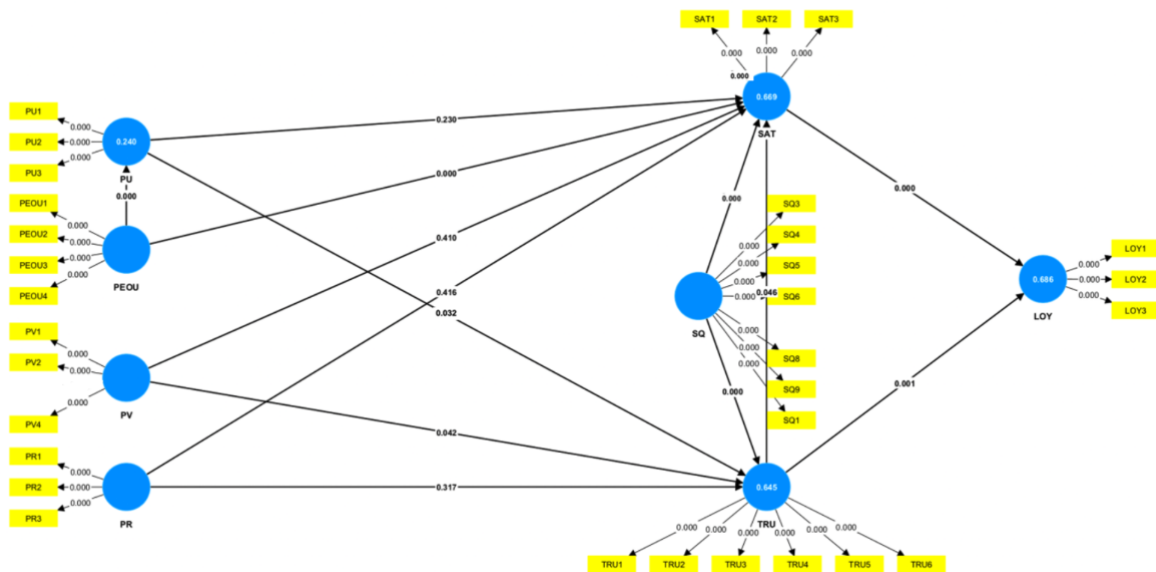 SAT1 SAT2 SAT3
0.000 0.000 0.000
0.000
0.669
SAT
PU1
PU2
PU3
0.000
0.000
0.000
0.240
PU
0.230
0.000
PEOU1
PEOU2
PEOU3
PEOU4
0.000
0.000
0.000
0.000
PEOU
0.000
0.410
0.416
0.032
PV1
PV2
PV4
0.000
0.000
0.000
PV
0.042
PR1
PR2
PR3
0.000
0.000
0.000
PR
0.317
0.000
SQ
0.000
0.046
SQ3
SQ4
SQ5
SQ6
SQ8
SQ9
SQ1
0.000
0.000
0.000
0.000
0.000
0.000
0.000
0.000
0.001
0.686
LOY
0.000
0.000
0.000
LOY1
LOY2
LOY3
0.645
TRU
0.000 0.000 0.000 0.000 0.000 0.000
TRU1 TRU2 TRU3 TRU4 TRU5 TRU6